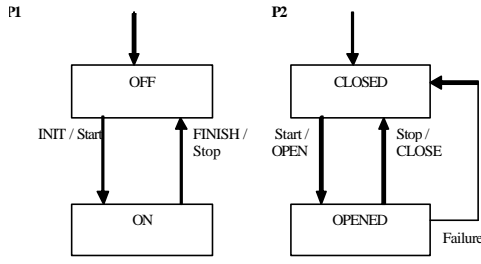 P1
P2
OFF
CLOSED
INIT / Start
FINISH /
Stop
Start /
OPEN
Stop /
CLOSE
ON
OPENED
Failure